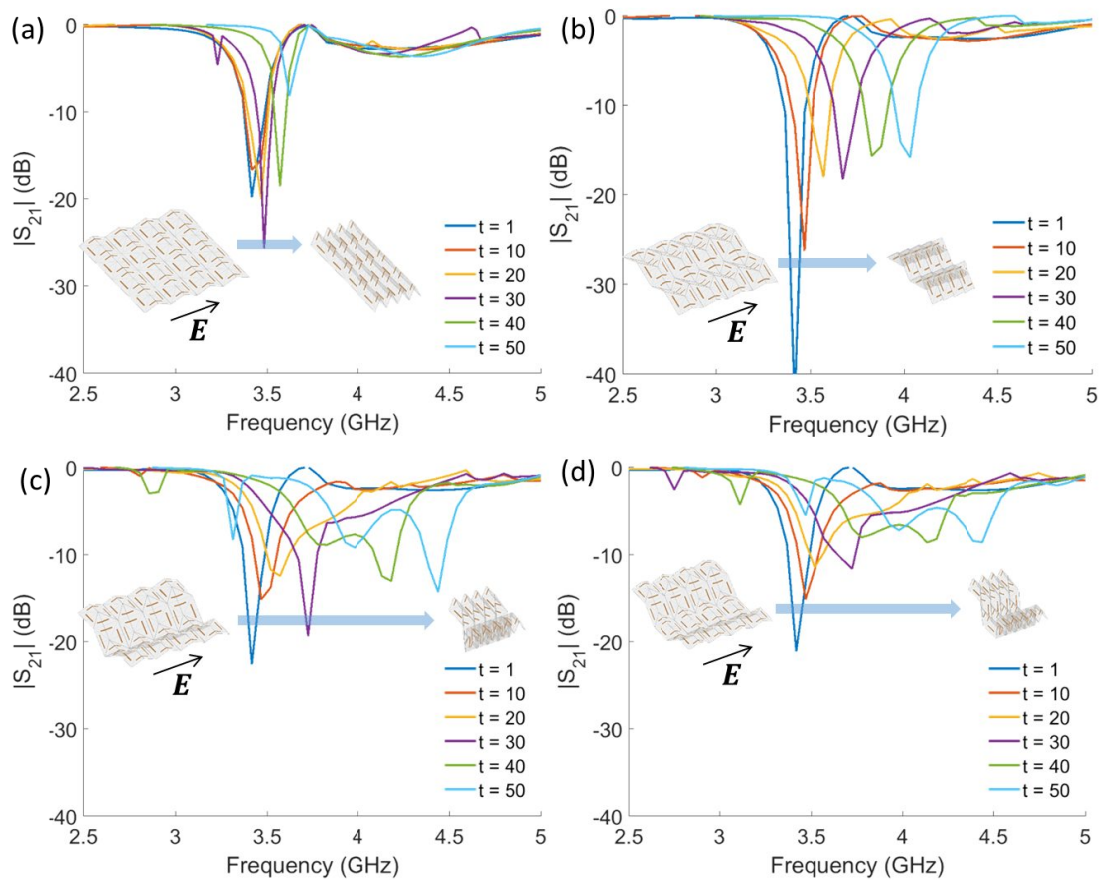 (a)
0
-5
-10
-20
-30
-40
|S21| (dB)
E
t = 1
t = 10
t = 20
t = 30
t = 40
t = 50
2.5 3 3.5 4 4.5 5
Frequency (GHz)
(b)
0
-10
-20
-30
-40
|S21| (dB)
E
t = 1
t = 10
t = 20
t = 30
t = 40
t = 50
2.5 3 3.5 4 4.5 5
Frequency (GHz)
(c)
0
-10
-20
-30
-40
|S21| (dB)
E
t = 1
t = 10
t = 20
t = 30
t = 40
t = 50
2.5 3 3.5 4 4.5 5
Frequency (GHz)
(d)
0
-10
-20
-30
-40
|S21| (dB)
E
t = 1
t = 10
t = 20
t = 30
t = 40
t = 50
2.5 3 3.5 4 4.5 5
Frequency (GHz)